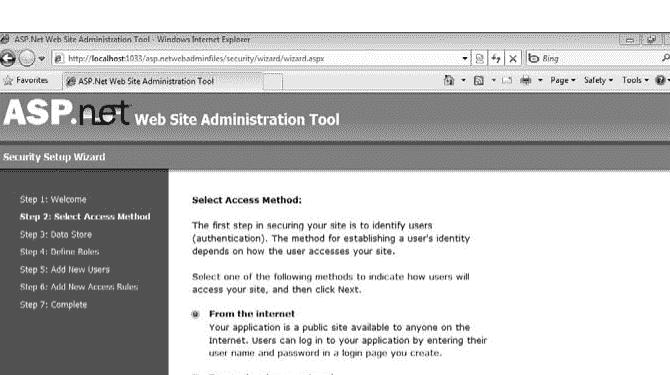 ASP.Net Web Site Administration Tool - Windows Internet Explorer
http://localhost:1033/asp.netwebadminfiles/security/wizard/wizard.aspx
Bing
Favorites
ASP.Net Web Site Administration Tool
Page
Safety
Tools
ASP.net Web Site Administration Tool
Security Setup Wizard
Step 1: Welcome
Step 2: Select Access Method
Step 3: Data Store
Step 4: Define Roles
Step 5: Add New Users
Step 6: Add New Access Rules
Step 7: Complete
Select Access Method:
The first step in securing your site is to identify users
(authentication). The method for establishing a user's identity
depends on how the user accesses your site.
Select one of the following methods to indicate how users will
access your site, and then click Next.
From the internet
Your application is a public site available to anyone on the
Internet. Users can log in to your application by entering their
user name and password in a login page you create.